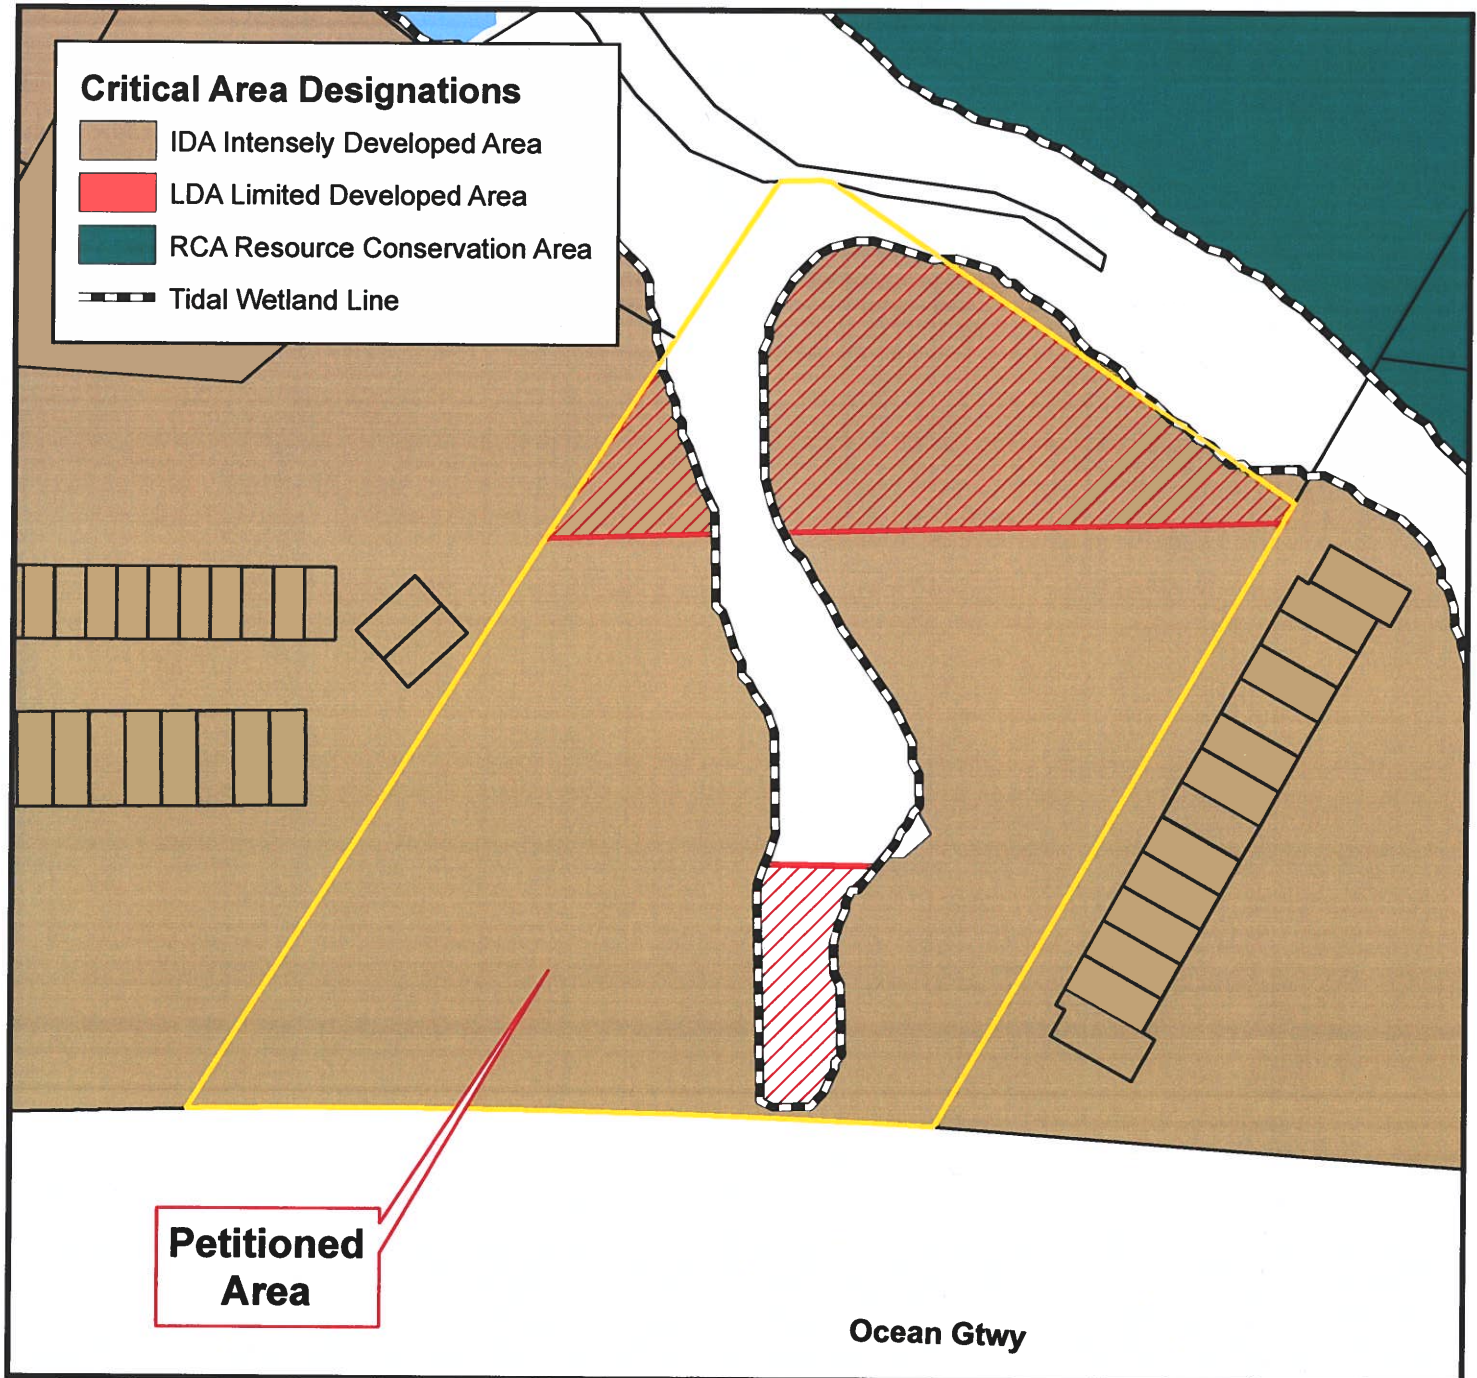 Critical Area Designations
IDA Intensely Developed Area
LDA Limited Developed Area
RCA Resource Conservation Area
Tidal Wetland Line
Petitioned
Area
Ocean Gtwy